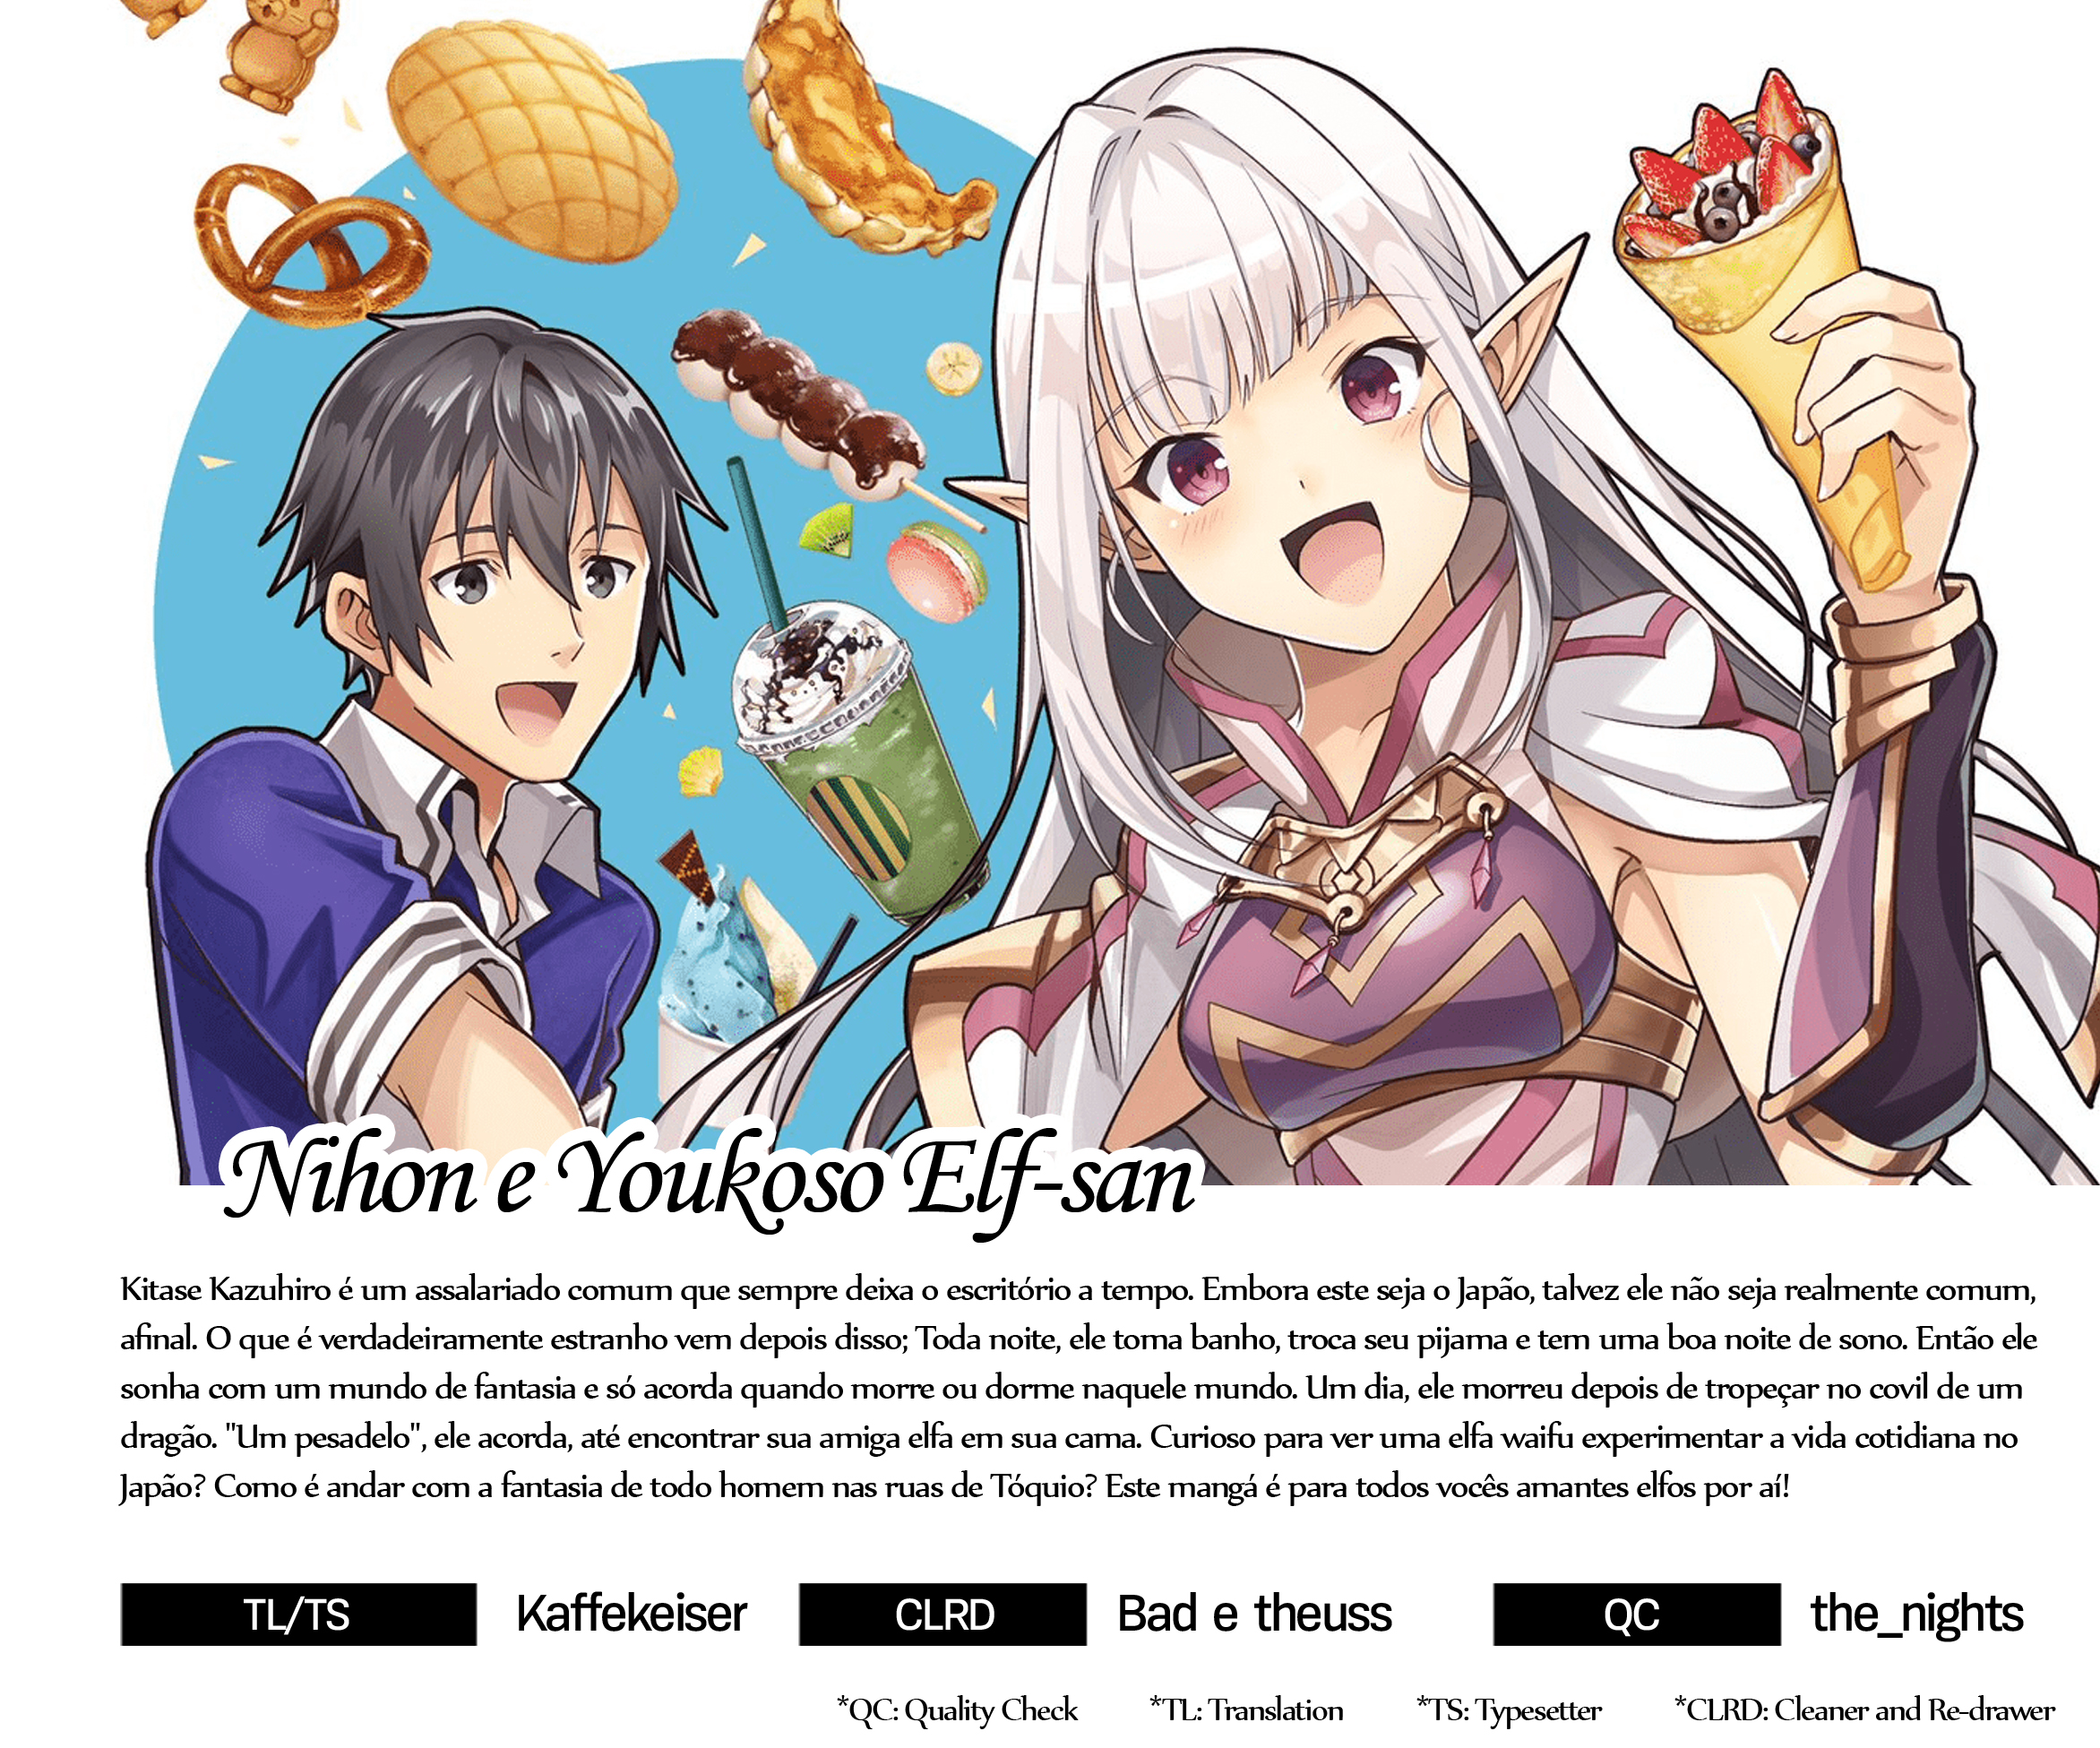 Nihon e Youkoso Elf-san
Kitase Kazuhiro é um assalariado comum que sempre deixa o escritório a tempo. Embora este seja o Japão, talvez ele não seja realmente comum,
afinal. O que é verdadeiramente estranho vem depois disso; Toda noite, ele toma banho, troca seu pijama e tem uma boa noite de sono. Então ele
sonha com um mundo de fantasia e só acorda quando morre ou dorme naquele mundo. Um dia, ele morreu depois de tropeçar no covil de um
dragão. "Um pesadelo", ele acorda, até encontrar sua amiga elfa em sua cama. Curioso para ver uma elfa waifu experimentar a vida cotidiana no
Japão? Como é andar com a fantasia de todo homem nas ruas de Tóquio? Este mangá é para todos vocês amantes elfos por aí!
TL/TS Kaffekeiser CLRD Bad e theuss QC the_nights
*QC: Quality Check *TL: Translation *TS: Typesetter *CLRD: Cleaner and Re-drawer